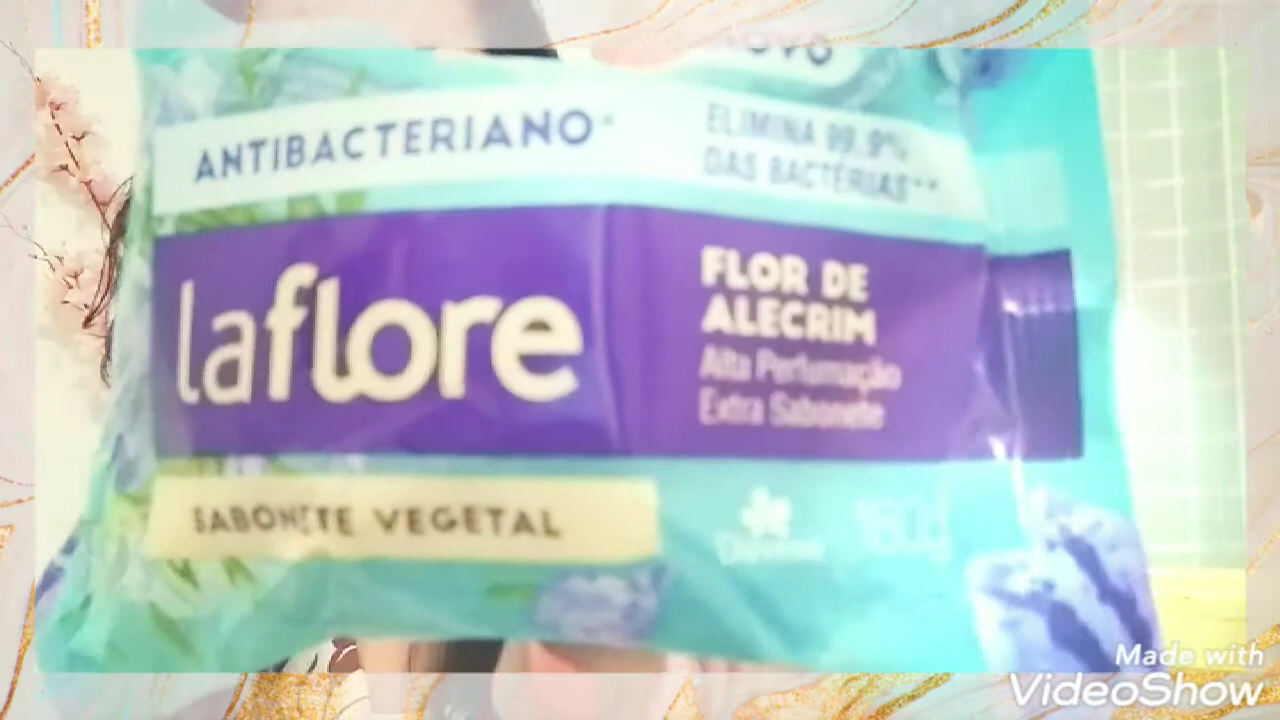 ANTIBACTERIANO*
ELIMINA 99.9%
DAS BACTÉRIAS**
laflore
FLOR DE
ALECRIM
Alta Perfumação
Extra Sabonete
SABONETE VEGETAL
180g
Made with
VideoShow